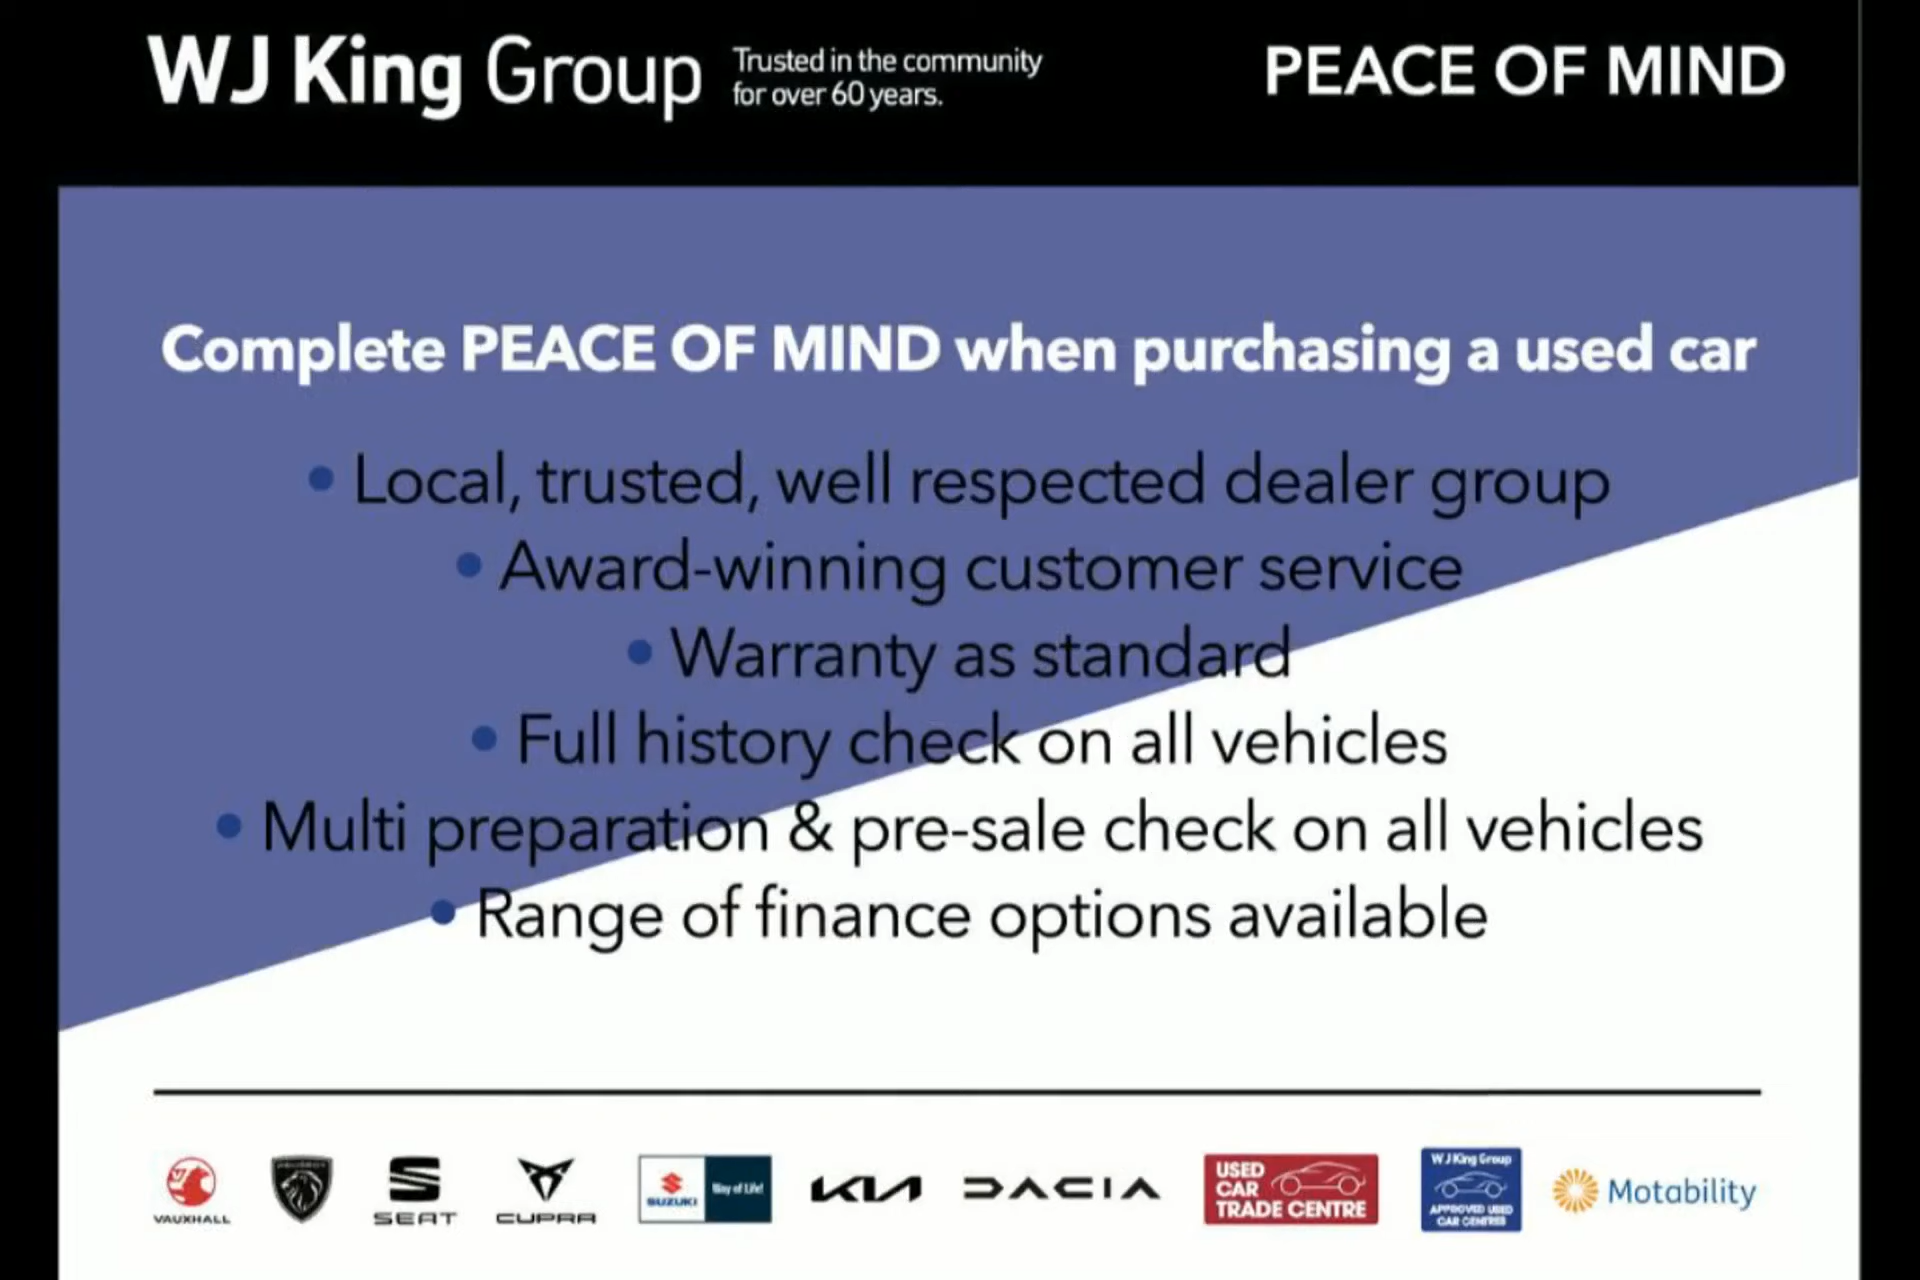 WJ King Group
Trusted in the community
for over 60 years.
PEACE OF MIND
Complete PEACE OF MIND when purchasing a used car
• Local, trusted, well respected dealer group
• Award-winning customer service
• Warranty as standard
• Full history check on all vehicles
• Multi preparation & pre-sale check on all vehicles
• Range of finance options available
VAUXHALL
SEAT
CUPRA
SUZUKI
Way of Life!
KIA
DACIA
USED
CAR
TRADE CENTRE
WJ King Group
APPROVED USED
CAR CENTRES
Motability